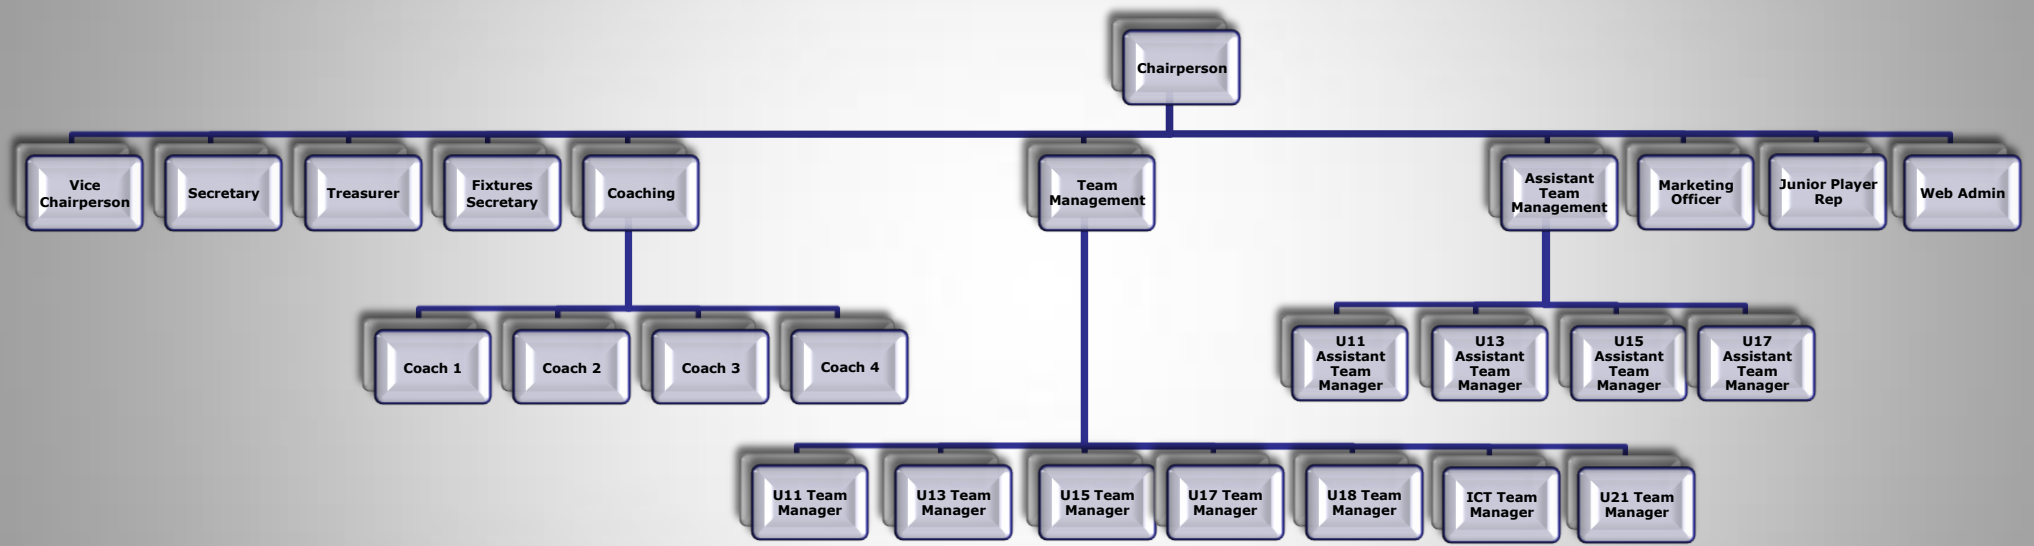 Chairperson
Vice
Chairperson
Secretary
Treasurer
Fixtures
Secretary
Coaching
Team
Management
Assistant
Team
Management
Marketing
Officer
Junior Player
Rep
Web Admin
Coach 1
Coach 2
Coach 3
Coach 4
U11
Assistant
Team
Manager
U13
Assistant
Team
Manager
U15
Assistant
Team
Manager
U17
Assistant
Team
Manager
U11 Team
Manager
U13 Team
Manager
U15 Team
Manager
U17 Team
Manager
U18 Team
Manager
ICT Team
Manager
U21 Team
Manager